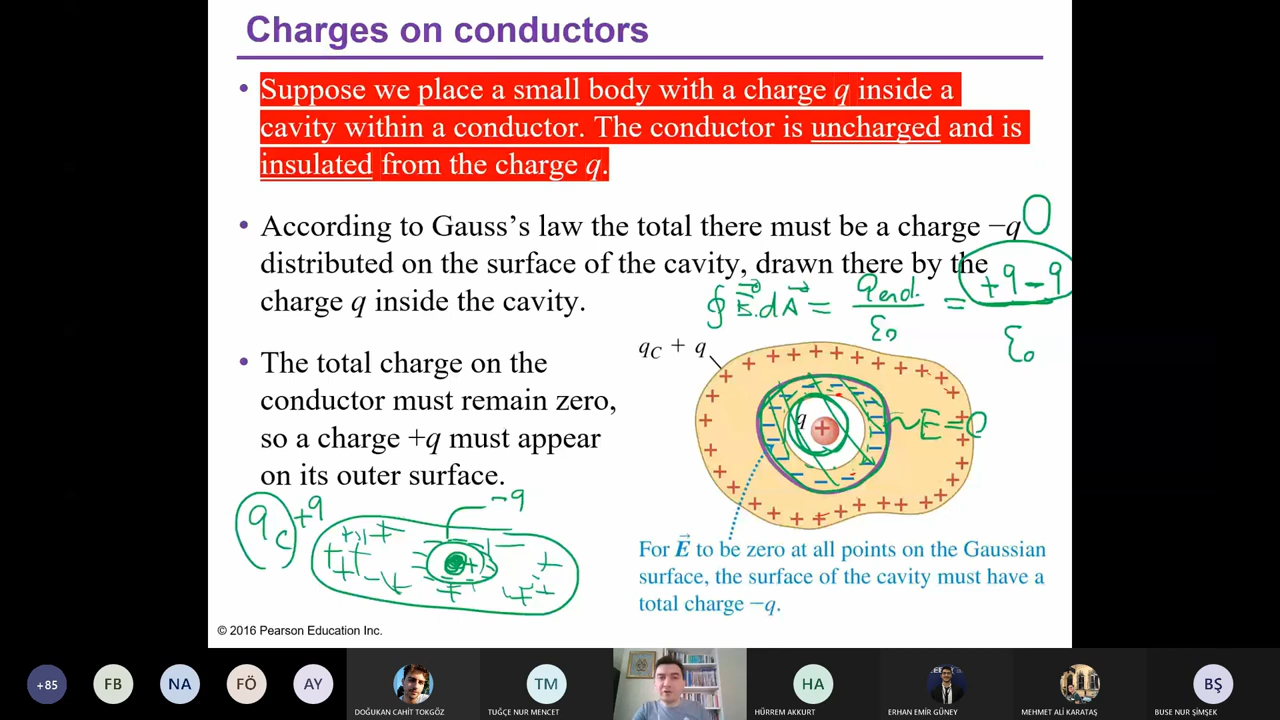 Charges on conductors
• Suppose we place a small body with a charge q inside a
cavity within a conductor. The conductor is uncharged and is
insulated from the charge q.
• According to Gauss’s law the total there must be a charge −q
distributed on the surface of the cavity, drawn there by the
charge q inside the cavity.
0
+q − q
∮ E⃗.dA⃗ = qencl. / ε0 = ε0
• The total charge on the
conductor must remain zero,
so a charge +q must appear
on its outer surface.
qC + q
q
E = 0
qc +q
−q
For E⃗ to be zero at all points on the Gaussian
surface, the surface of the cavity must have a
total charge −q.
© 2016 Pearson Education Inc.
+85
FB
NA
FÖ
AY
DOĞUKAN CAHİT TOKGÖZ
TM
TUĞÇE NUR MENCET
HA
HÜRREM AKKURT
ERHAN EMİR GÜNEY
MEHMET ALİ KARATAŞ
BŞ
BUSE NUR ŞİMŞEK